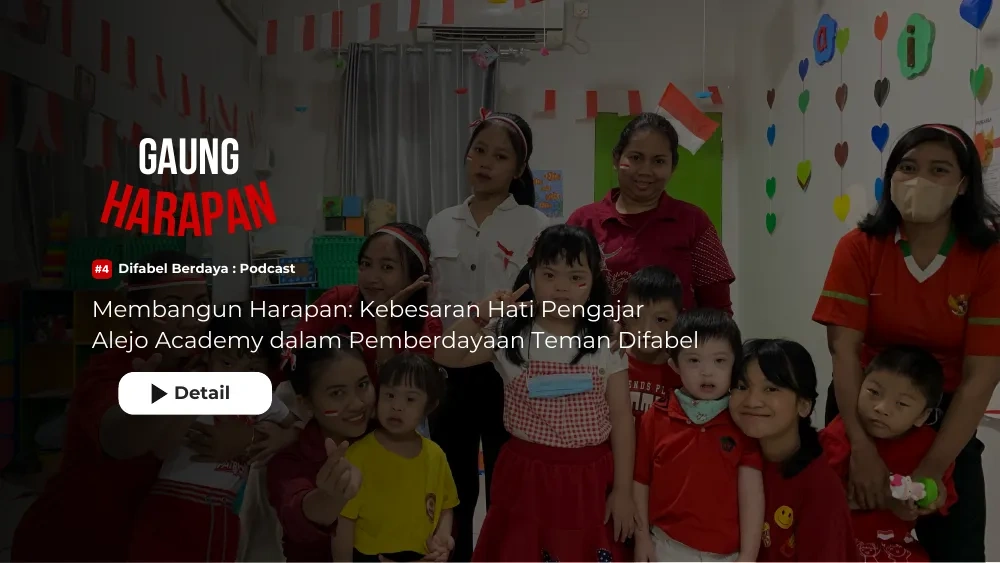 GAUNG
HARAPAN
#4 Difabel Berdaya : Podcast
Membangun Harapan: Kebesaran Hati Pengajar
Alejo Academy dalam Pemberdayaan Teman Difabel
Detail
a
i